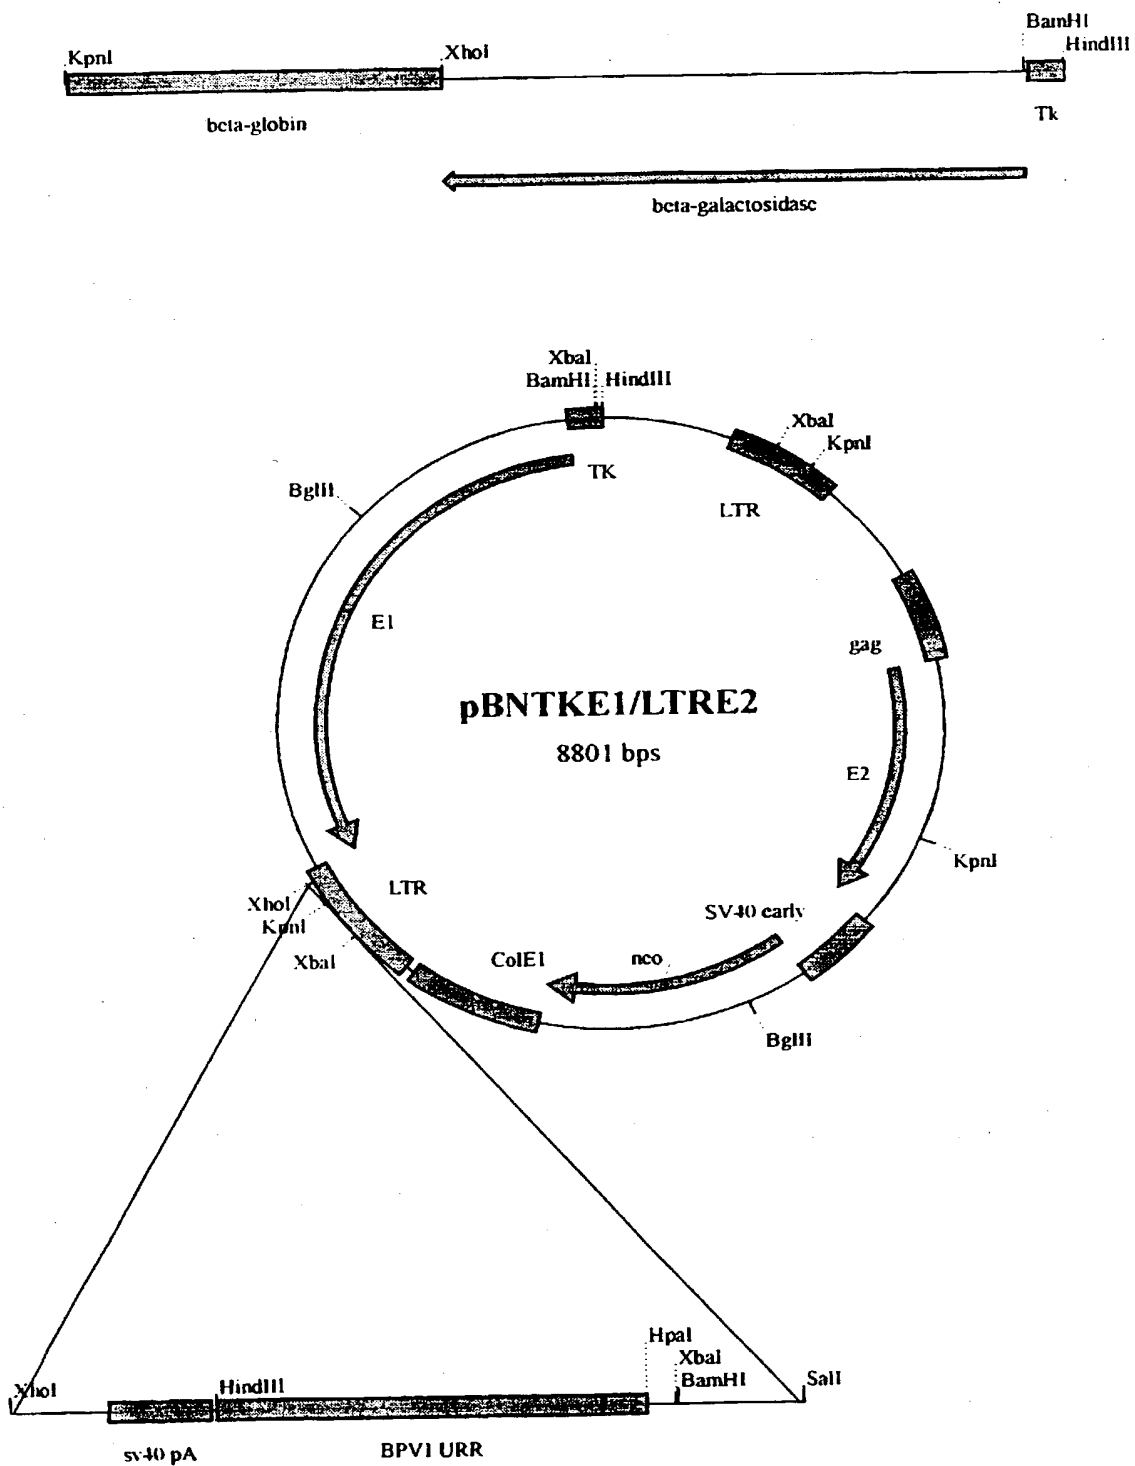 BamHI
KpnI
XhoI
HindIII
beta-globin
Tk
beta-galactosidase
XbaI
BamHI
HindIII
XbaI
KpnI
BglII
TK
LTR
E1
gag
pBNTKE1/LTRE2
8801 bps
E2
KpnI
LTR
XhoI
KpnI
SV40 early
XbaI
ColE1
neo
BglII
HpaI
XbaI
XhoI
HindIII
BamHI
SalI
sv40 pA
BPV1 URR